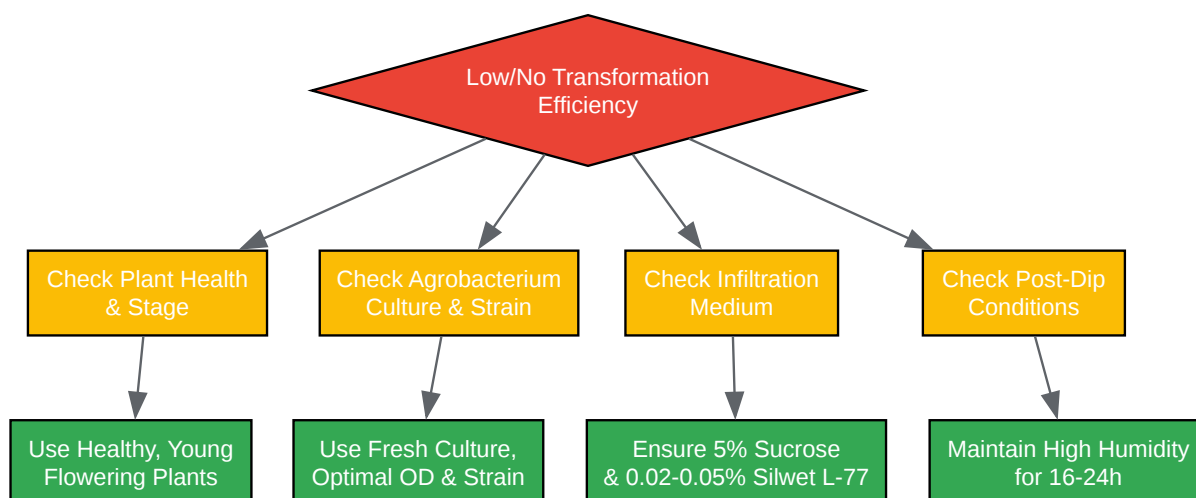 Low/No Transformation
Efficiency
Check Plant Health
& Stage
Check Agrobacterium
Culture & Strain
Check Infiltration
Medium
Check Post-Dip
Conditions
Use Healthy, Young
Flowering Plants
Use Fresh Culture,
Optimal OD & Strain
Ensure 5% Sucrose
& 0.02-0.05% Silwet L-77
Maintain High Humidity
for 16-24h